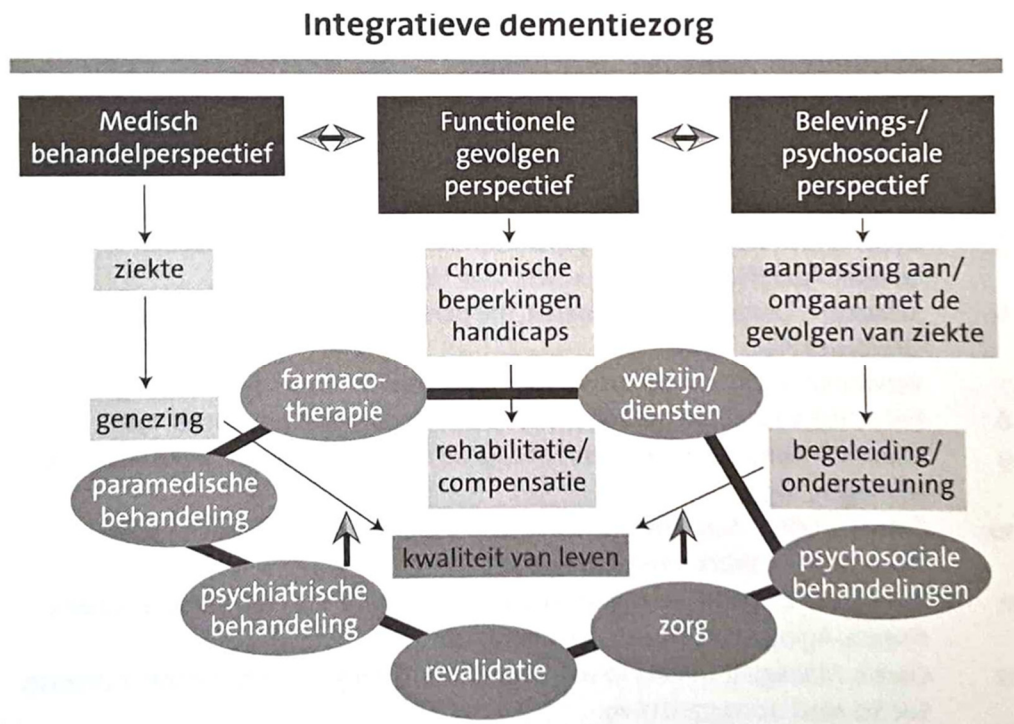 Integratieve dementiezorg
Medisch
behandelperspectief
Functionele
gevolgen
perspectief
Belevings-/
psychosociale
perspectief
ziekte
chronische
beperkingen
handicaps
aanpassing aan/
omgaan met de
gevolgen van ziekte
farmaco-
therapie
welzijn/
diensten
genezing
rehabilitatie/
compensatie
begeleiding/
ondersteuning
paramedische
behandeling
kwaliteit van leven
psychosociale
behandelingen
psychiatrische
behandeling
zorg
revalidatie